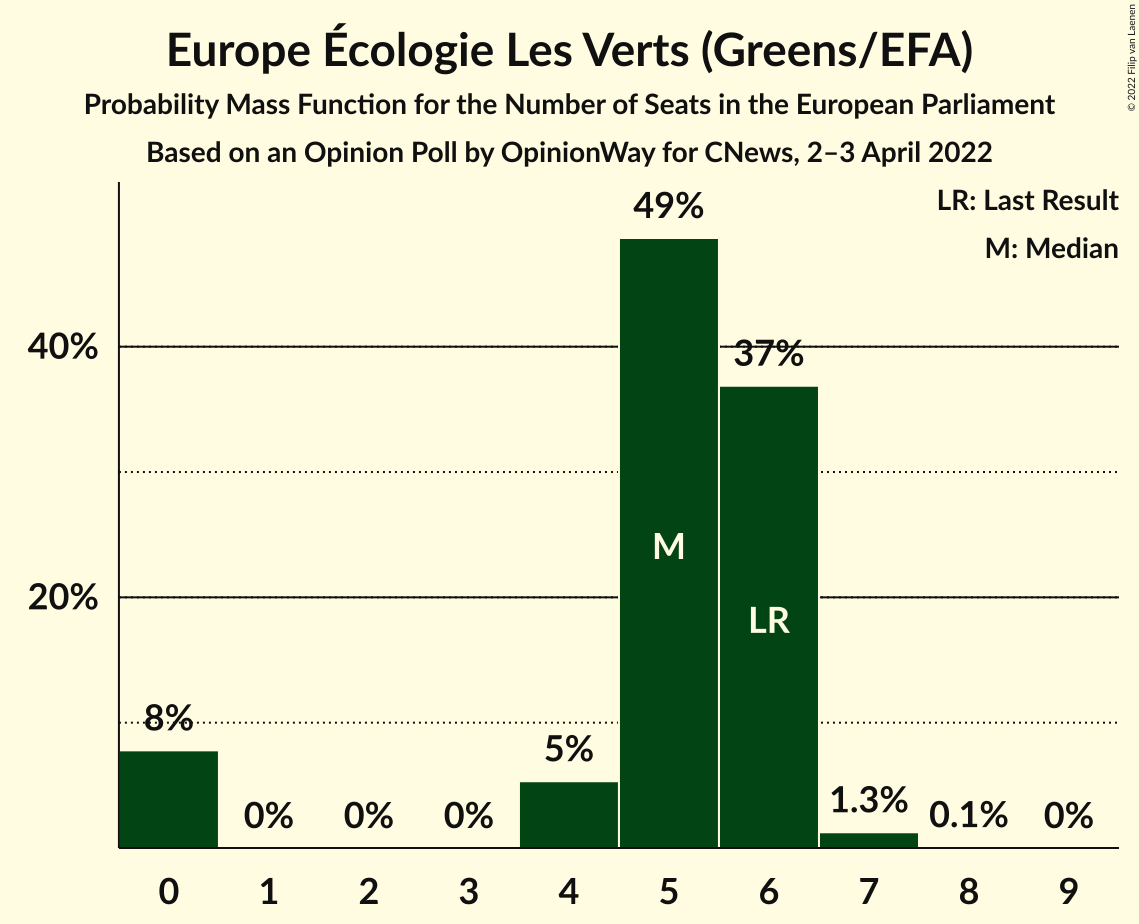 Europe Écologie Les Verts (Greens/EFA)
Probability Mass Function for the Number of Seats in the European Parliament
Based on an Opinion Poll by OpinionWay for CNews, 2–3 April 2022
© 2022 Filip van Laenen
LR: Last Result
M: Median
49%
40%
37%
M
20%
LR
8%
5%
0%
0%
0%
1.3%
0.1%
0%
0 1 2 3 4 5 6 7 8 9